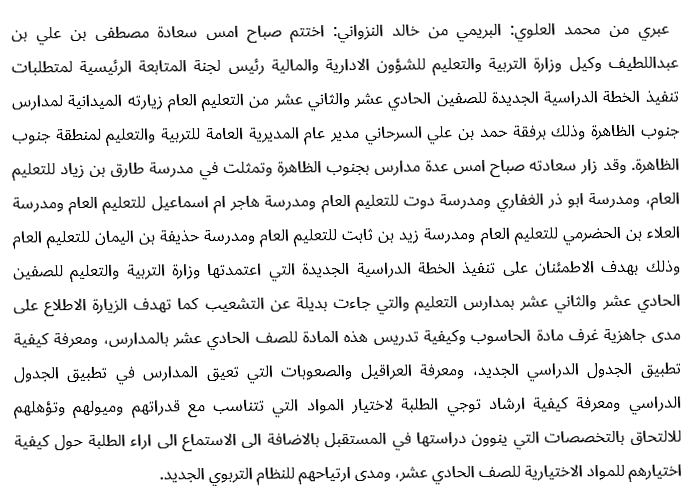 عبري من محمد العلوي: البريمي من خالد النزواني: اختتم صباح امس سعادة مصطفى بن علي بن
عبداللطيف وكيل وزارة التربية والتعليم للشؤون الادارية والمالية رئيس لجنة المتابعة الرئيسية لمتطلبات
تنفيذ الخطة الدراسية الجديدة للصفين الحادي عشر والثاني عشر من التعليم العام زيارته الميدانية لمدارس
جنوب الظاهرة وذلك برفقة حمد بن علي السرحاني مدير عام المديرية العامة للتربية والتعليم لمنطقة جنوب
الظاهرة. وقد زار سعادته صباح امس عدة مدارس بجنوب الظاهرة وتمثلت في مدرسة طارق بن زياد للتعليم
العام، ومدرسة ابو ذر الغفاري ومدرسة دوت للتعليم العام ومدرسة هاجر ام اسماعيل للتعليم العام ومدرسة
العلاء بن الحضرمي للتعليم العام ومدرسة زيد بن ثابت للتعليم العام ومدرسة حذيفة بن اليمان للتعليم العام
وذلك بهدف الاطمئنان على تنفيذ الخطة الدراسية الجديدة التي اعتمدتها وزارة التربية والتعليم للصفين
الحادي عشر والثاني عشر بمدارس التعليم والتي جاءت بديلة عن التشعيب كما تهدف الزيارة الاطلاع على
مدى جاهزية غرف مادة الحاسوب وكيفية تدريس هذه المادة للصف الحادي عشر بالمدارس، ومعرفة كيفية
تطبيق الجدول الدراسي الجديد، ومعرفة العراقيل والصعوبات التي تعيق المدارس في تطبيق الجدول
الدراسي ومعرفة كيفية ارشاد توجي الطلبة لاختيار المواد التي تتناسب مع قدراتهم وميولهم وتؤهلهم
للالتحاق بالتخصصات التي ينوون دراستها في المستقبل بالاضافة الى الاستماع الى اراء الطلبة حول كيفية
اختيارهم للمواد الاختيارية للصف الحادي عشر، ومدى ارتياحهم للنظام التربوي الجديد.